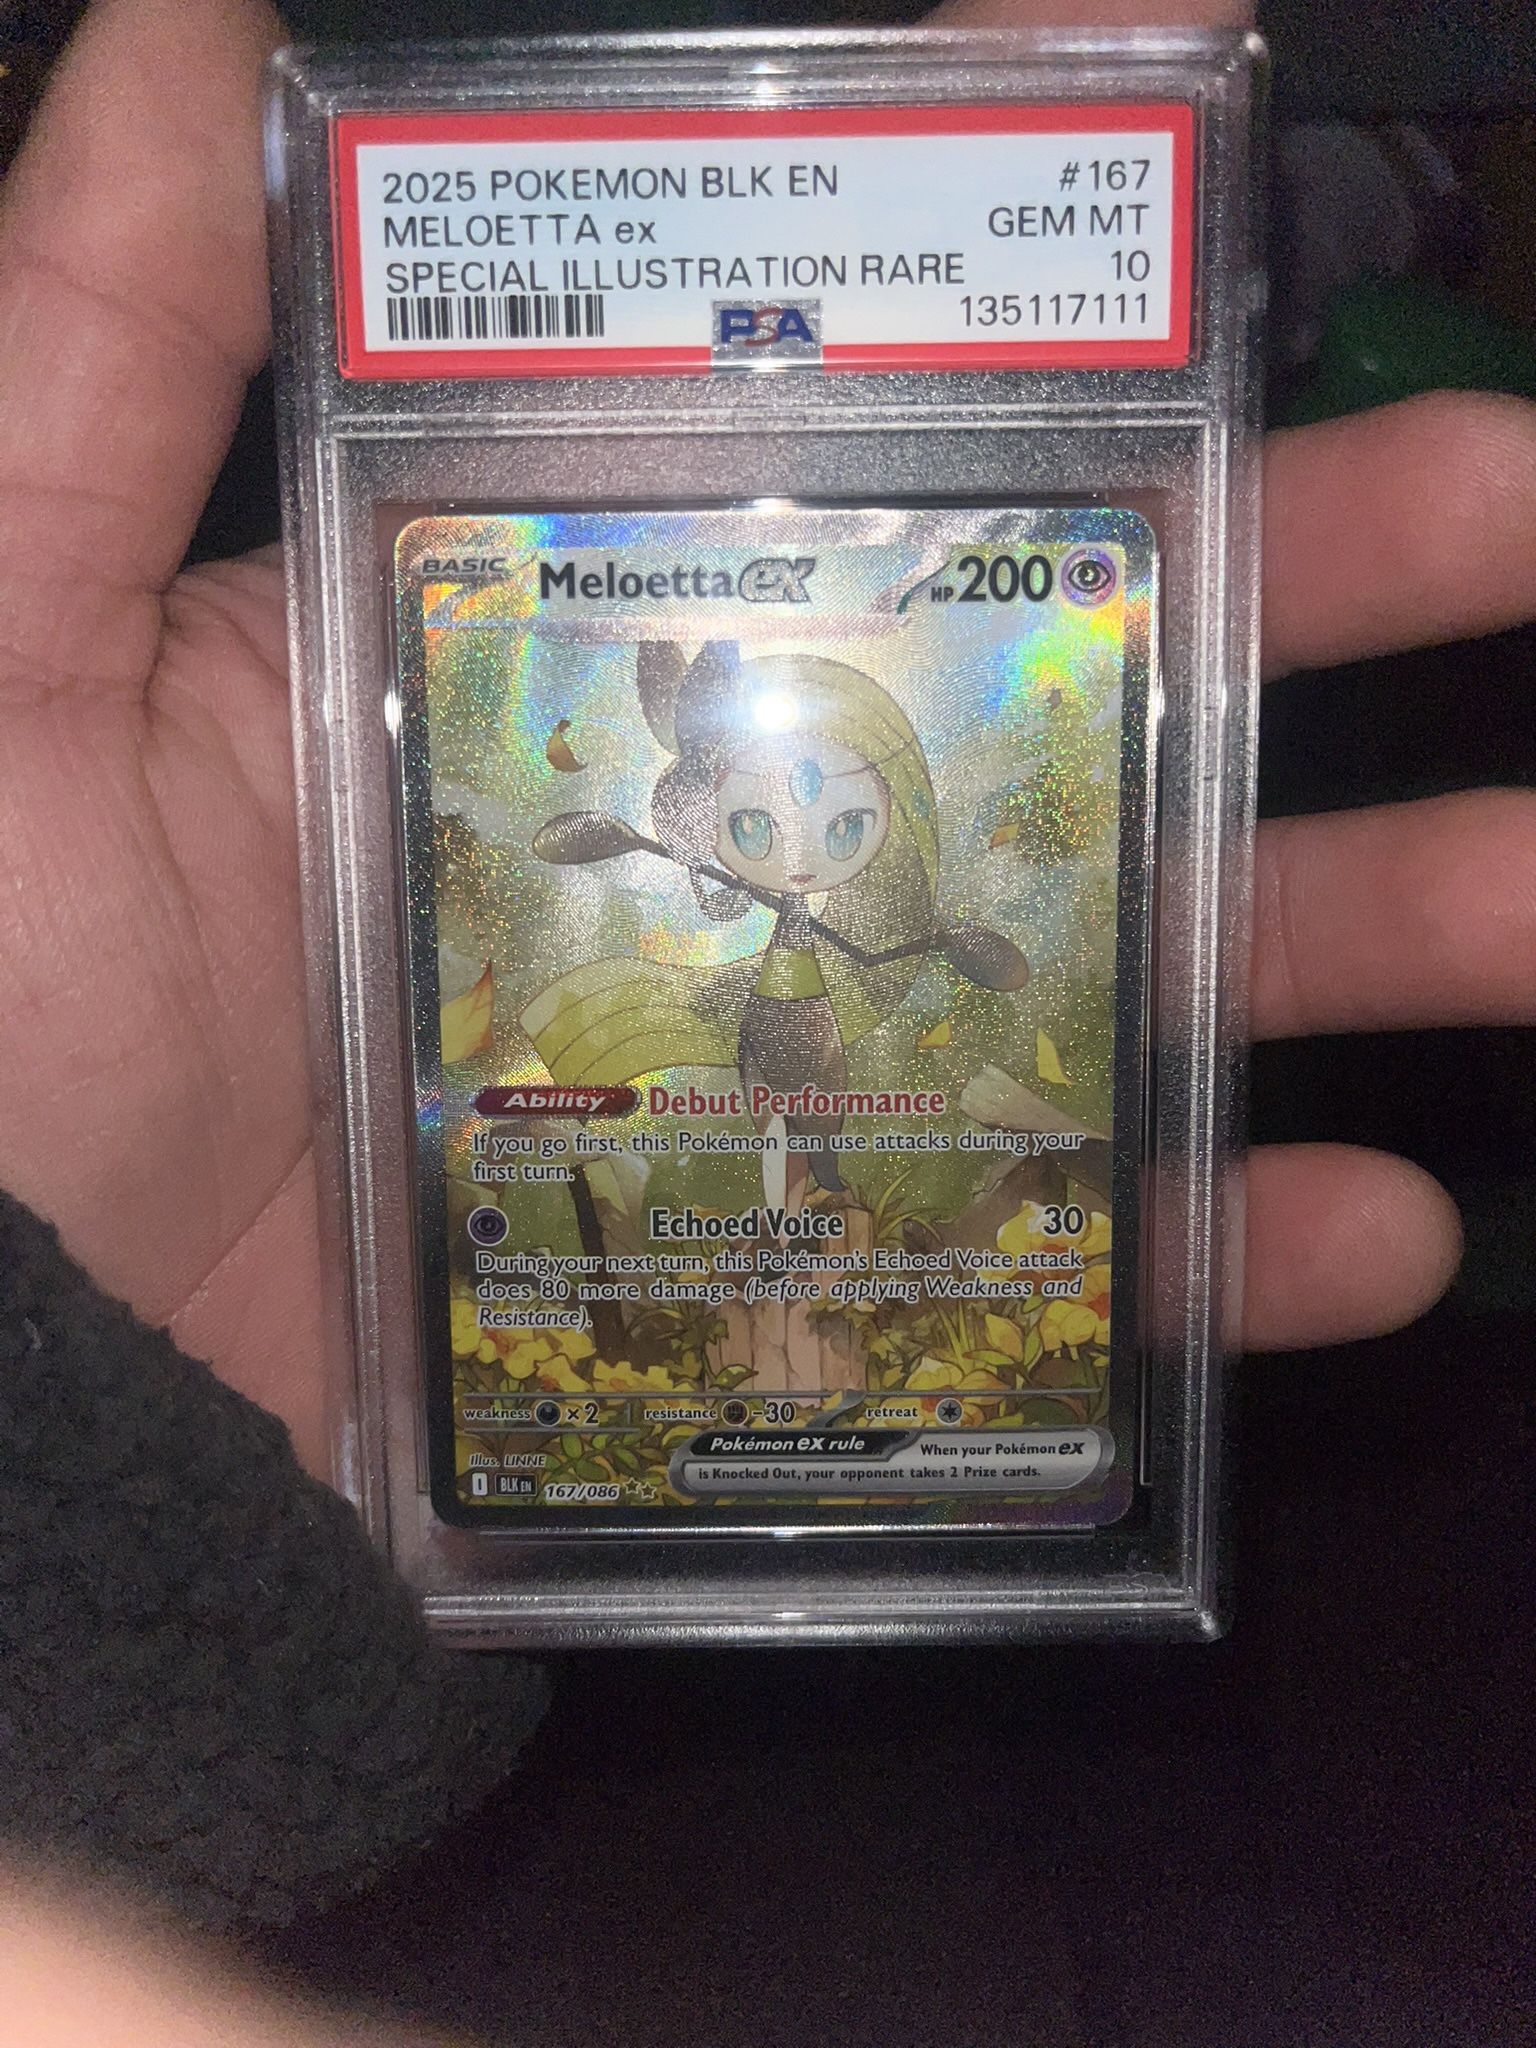 2025 POKEMON BLK EN #167
MELOETTA ex GEM MT
SPECIAL ILLUSTRATION RARE 10
PSA 135117111
BASIC Meloetta ex HP 200
Ability Debut Performance
If you go first, this Pokémon can use attacks during your
first turn.
Echoed Voice 30
During your next turn, this Pokémon's Echoed Voice attack
does 80 more damage (before applying Weakness and
Resistance).
weakness ×2 resistance -30 retreat
Illus. LINNE
Pokémon ex rule When your Pokémon ex
is Knocked Out, your opponent takes 2 Prize cards.
I BLK EN 167/086